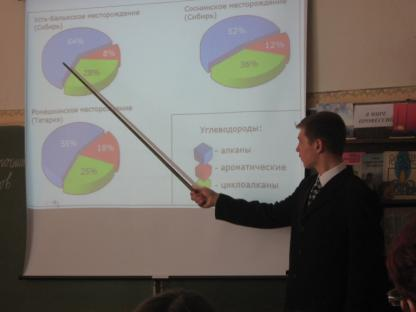 Усть-Балыкское месторождение
(Сибирь)
64%
8%
28%
Соснинское месторождение
(Сибирь)
52%
12%
36%
Ромашкинское месторождение
(Татария)
55%
18%
25%
Углеводороды:
- алканы
- ароматические
- циклоалканы
В МИРЕ